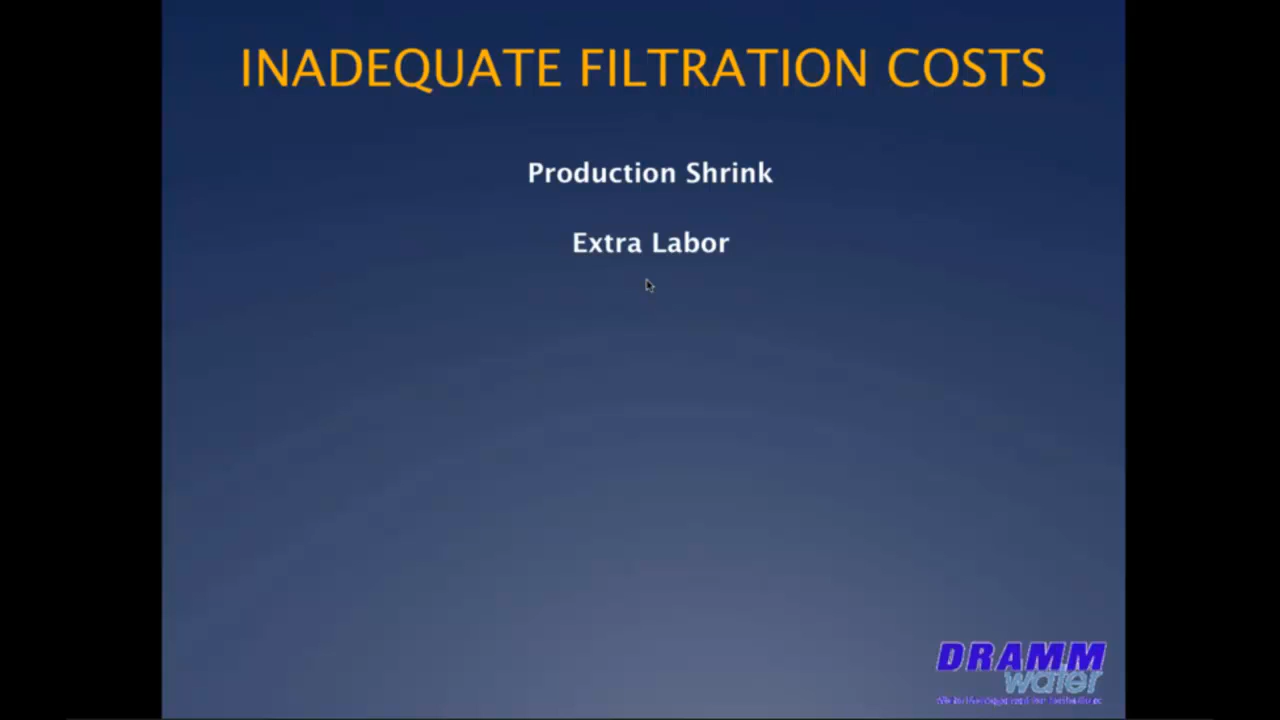 INADEQUATE FILTRATION COSTS
Production Shrink
Extra Labor
DRAMM
water